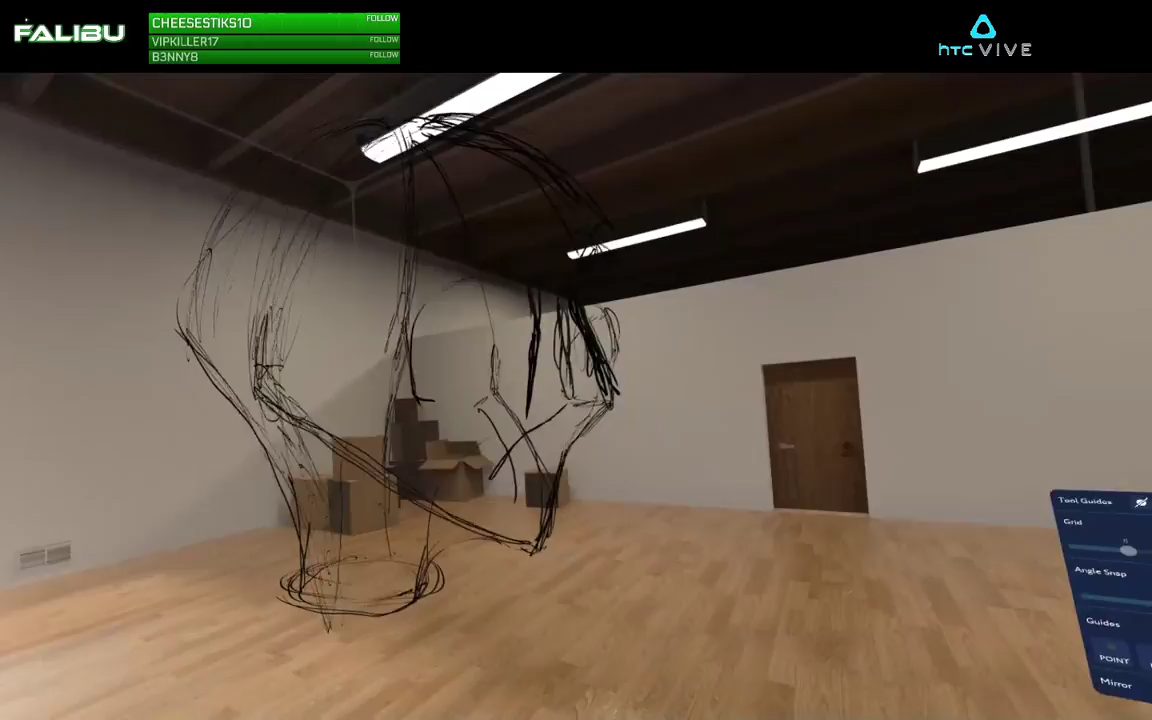 FALIBU
CHEESESTIKS10 FOLLOW
VIPKILLER17 FOLLOW
B3NNY8 FOLLOW
hTC VIVE
Tool Guides
Grid
Angle Snap
Guides
POINT
Mirror